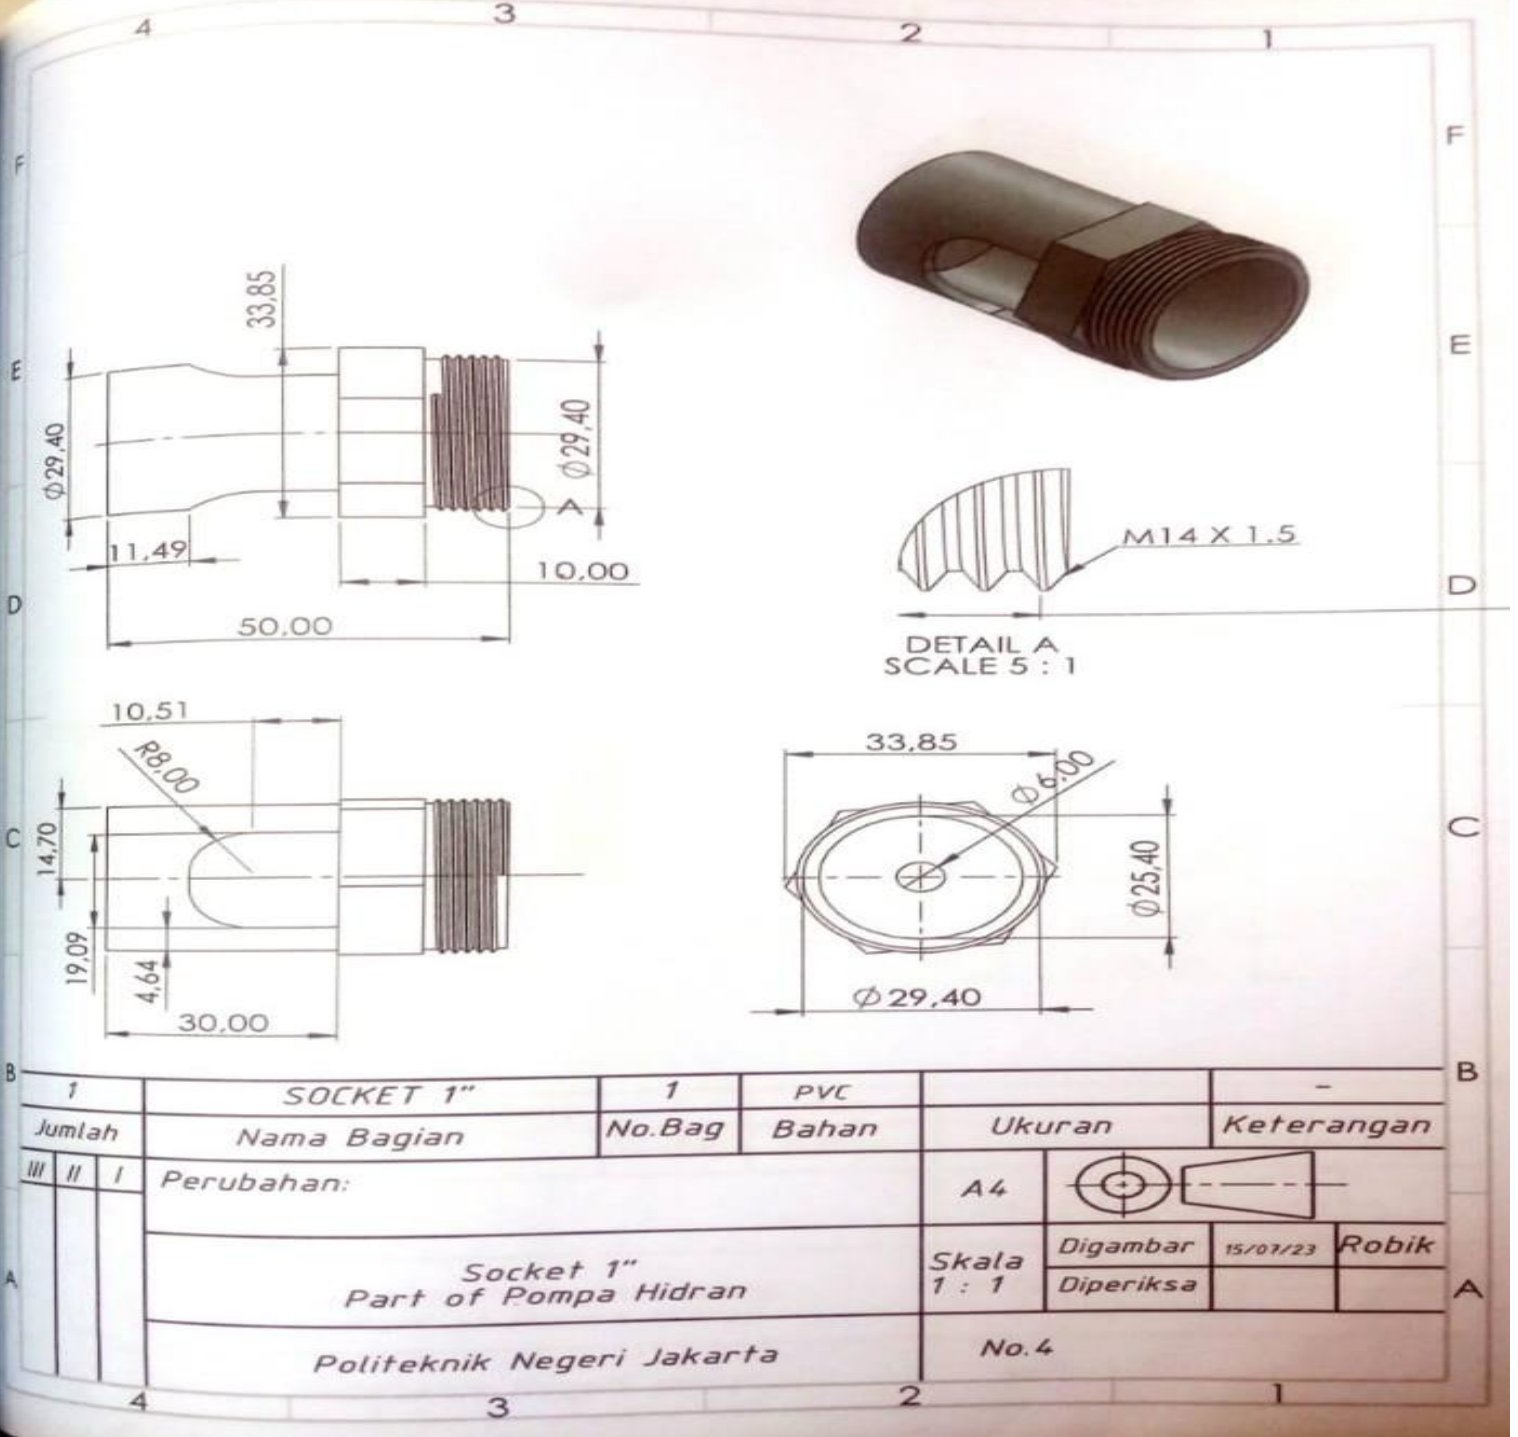 4 3 2 1
F F
E E
D D
C C
B B
A A
33,85
Ø29,40
Ø29,40
A
11,49
10,00
50,00
M14 X 1.5
DETAIL A
SCALE 5 : 1
10,51
R8,00
14,70
19,09
4,64
30,00
33,85
Ø6,00
Ø25,40
Ø29,40
1 SOCKET 1" 1 PVC -
Jumlah Nama Bagian No.Bag Bahan Ukuran Keterangan
III II I Perubahan: A4
Socket 1"
Part of Pompa Hidran
Skala
1 : 1
Digambar 15/07/23 Robik
Diperiksa
Politeknik Negeri Jakarta No.4
4 3 2 1